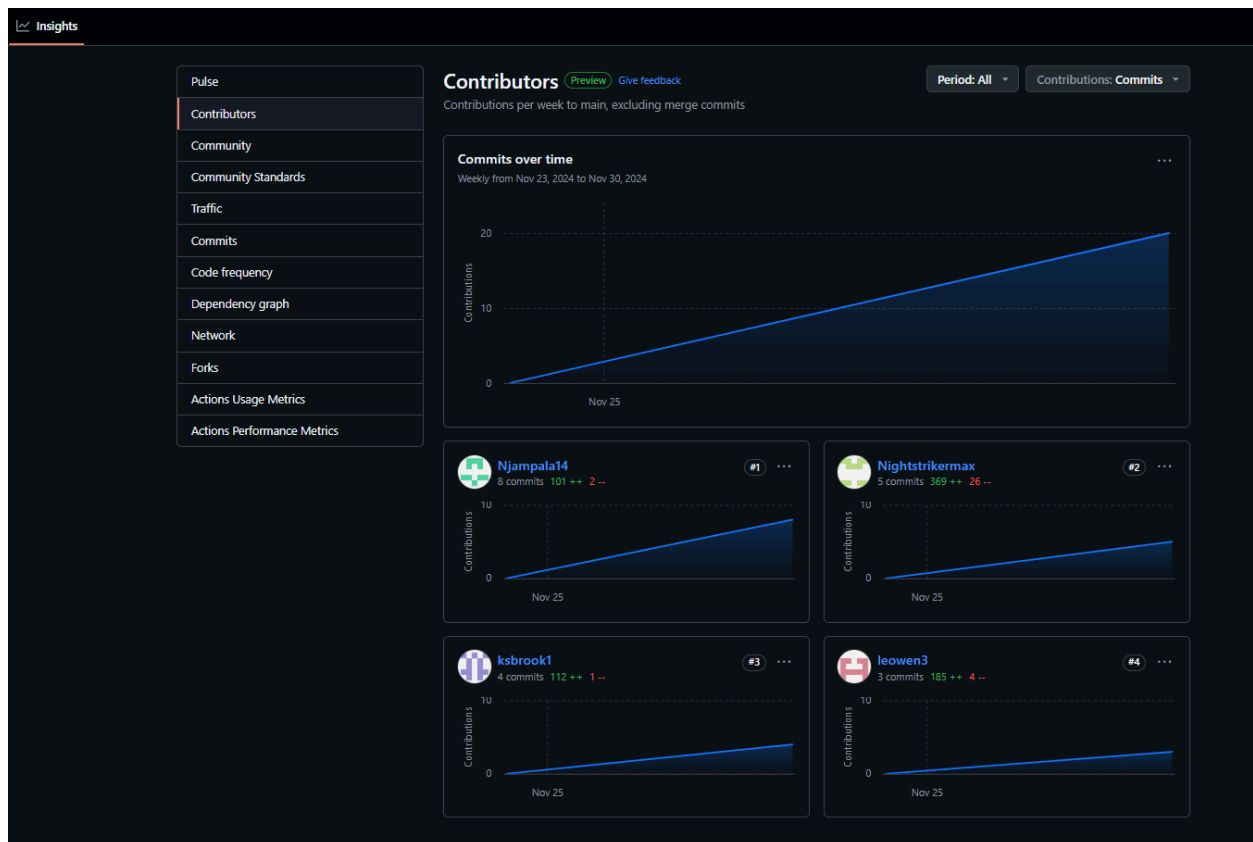 Insights
Pulse
Contributors
Community
Community Standards
Traffic
Commits
Code frequency
Dependency graph
Network
Forks
Actions Usage Metrics
Actions Performance Metrics
Contributors Preview Give feedback
Period: All Contributions: Commits
Contributions per week to main, excluding merge commits
Commits over time
Weekly from Nov 23, 2024 to Nov 30, 2024
Contributions
20
10
0
Nov 25
Njampala14 #1
8 commits 101 ++ 2 --
Contributions
10
0
Nov 25
Nightstrikermax #2
5 commits 369 ++ 26 --
Contributions
10
0
Nov 25
ksbrook1 #3
4 commits 112 ++ 1 --
Contributions
10
0
Nov 25
leowen3 #4
3 commits 185 ++ 4 --
Contributions
10
0
Nov 25